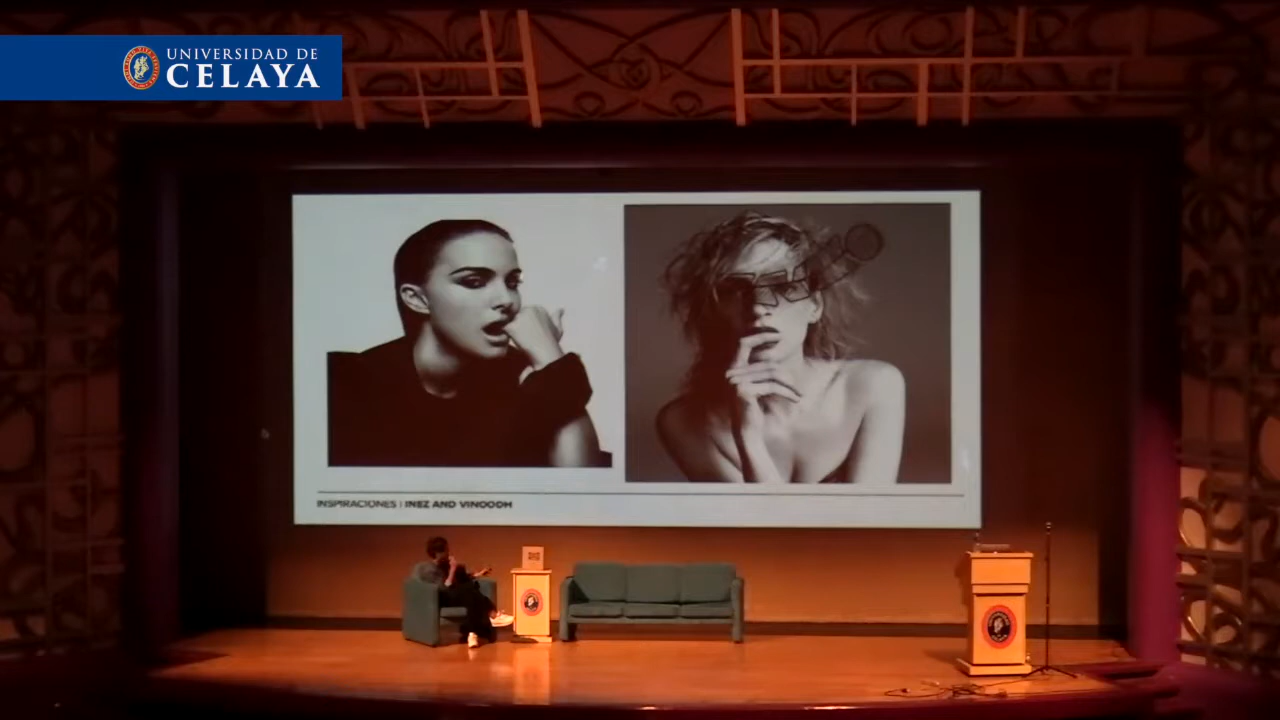 UNIVERSIDAD DE
CELAYA
INSPIRACIONES | INEZ AND VINOODH